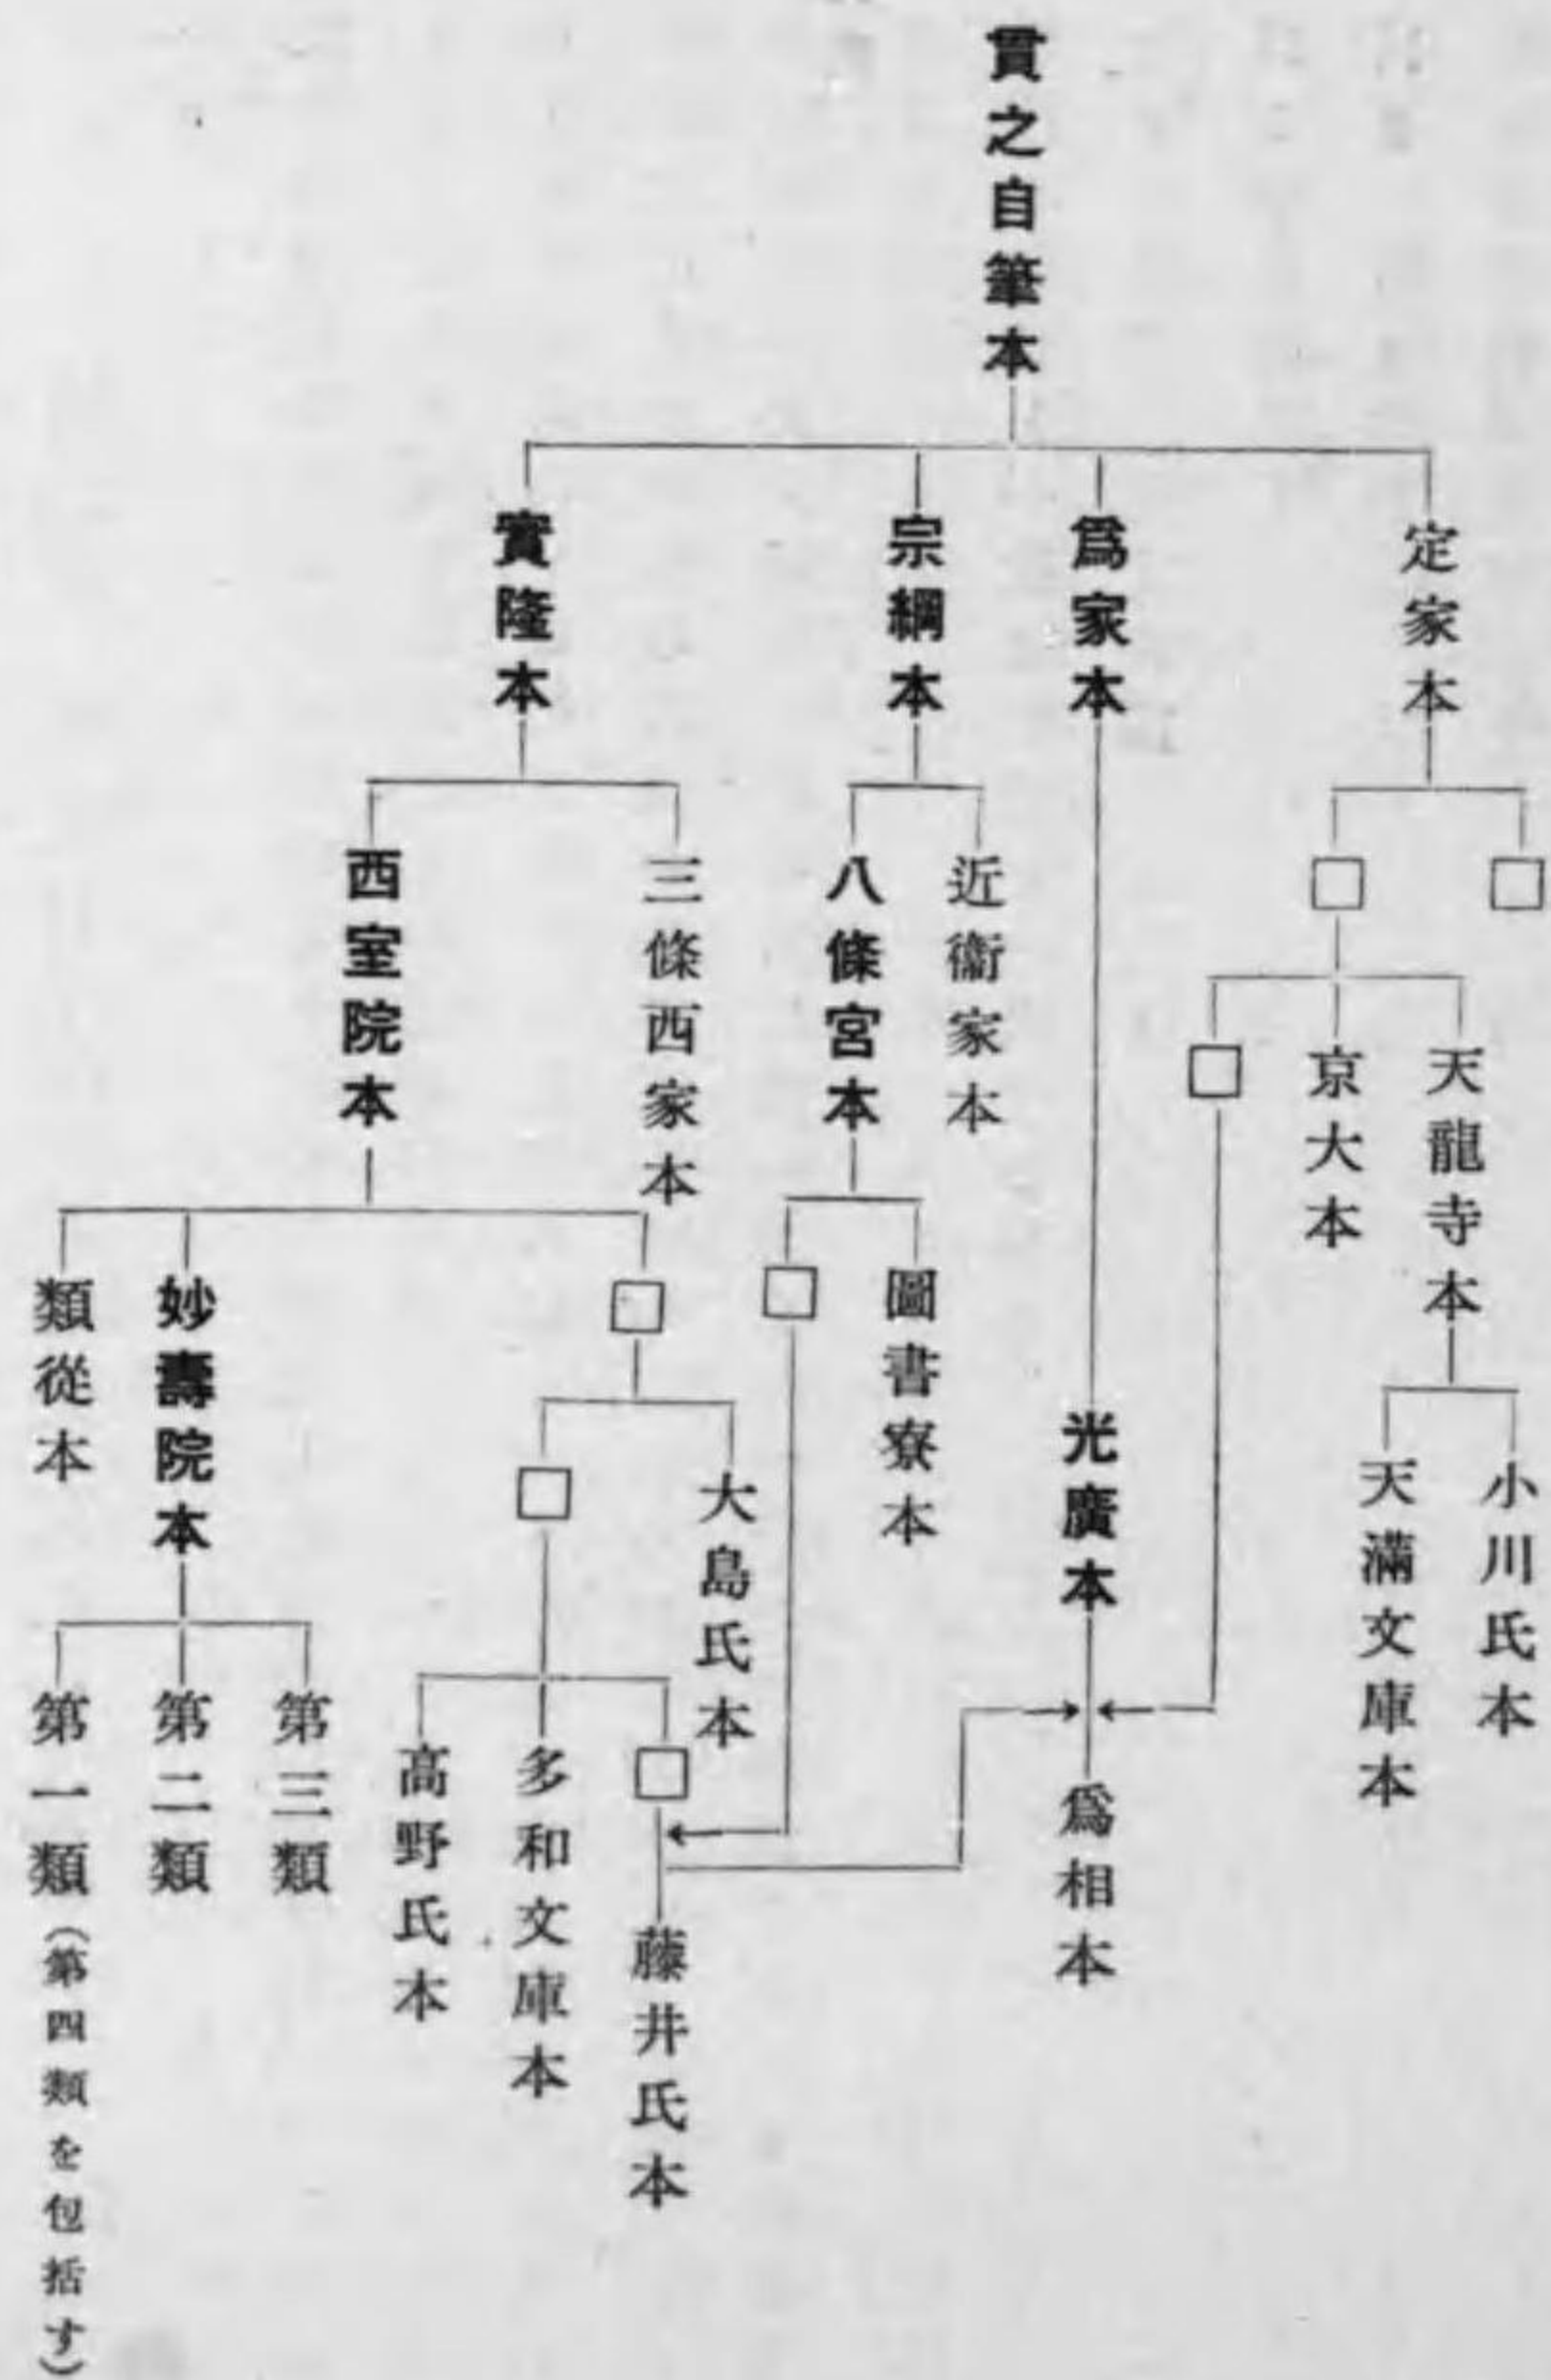 貫之自筆本
定家本
爲家本
宗綱本
實隆本
□
□
近衞家本
八條宮本
三條西家本
西室院本
天龍寺本
京大本
□
圖書寮本
□
□
妙壽院本
類從本
小川氏本
天滿文庫本
光廣本
大島氏本
□
爲相本
□
藤井氏本
多和文庫本
高野氏本
第三類
第二類
第一類(第四類を包括す)